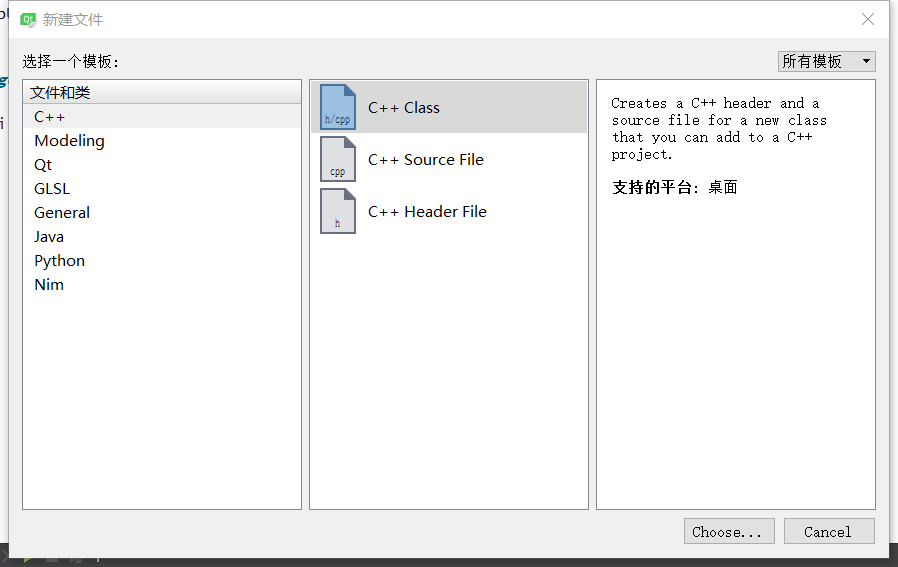 Qt 新建文件
选择一个模板:
所有模板
文件和类
C++
Modeling
Qt
GLSL
General
Java
Python
Nim
h/cpp
C++ Class
cpp
C++ Source File
h
C++ Header File
Creates a C++ header and a
source file for a new class
that you can add to a C++
project.
支持的平台: 桌面
Choose...
Cancel